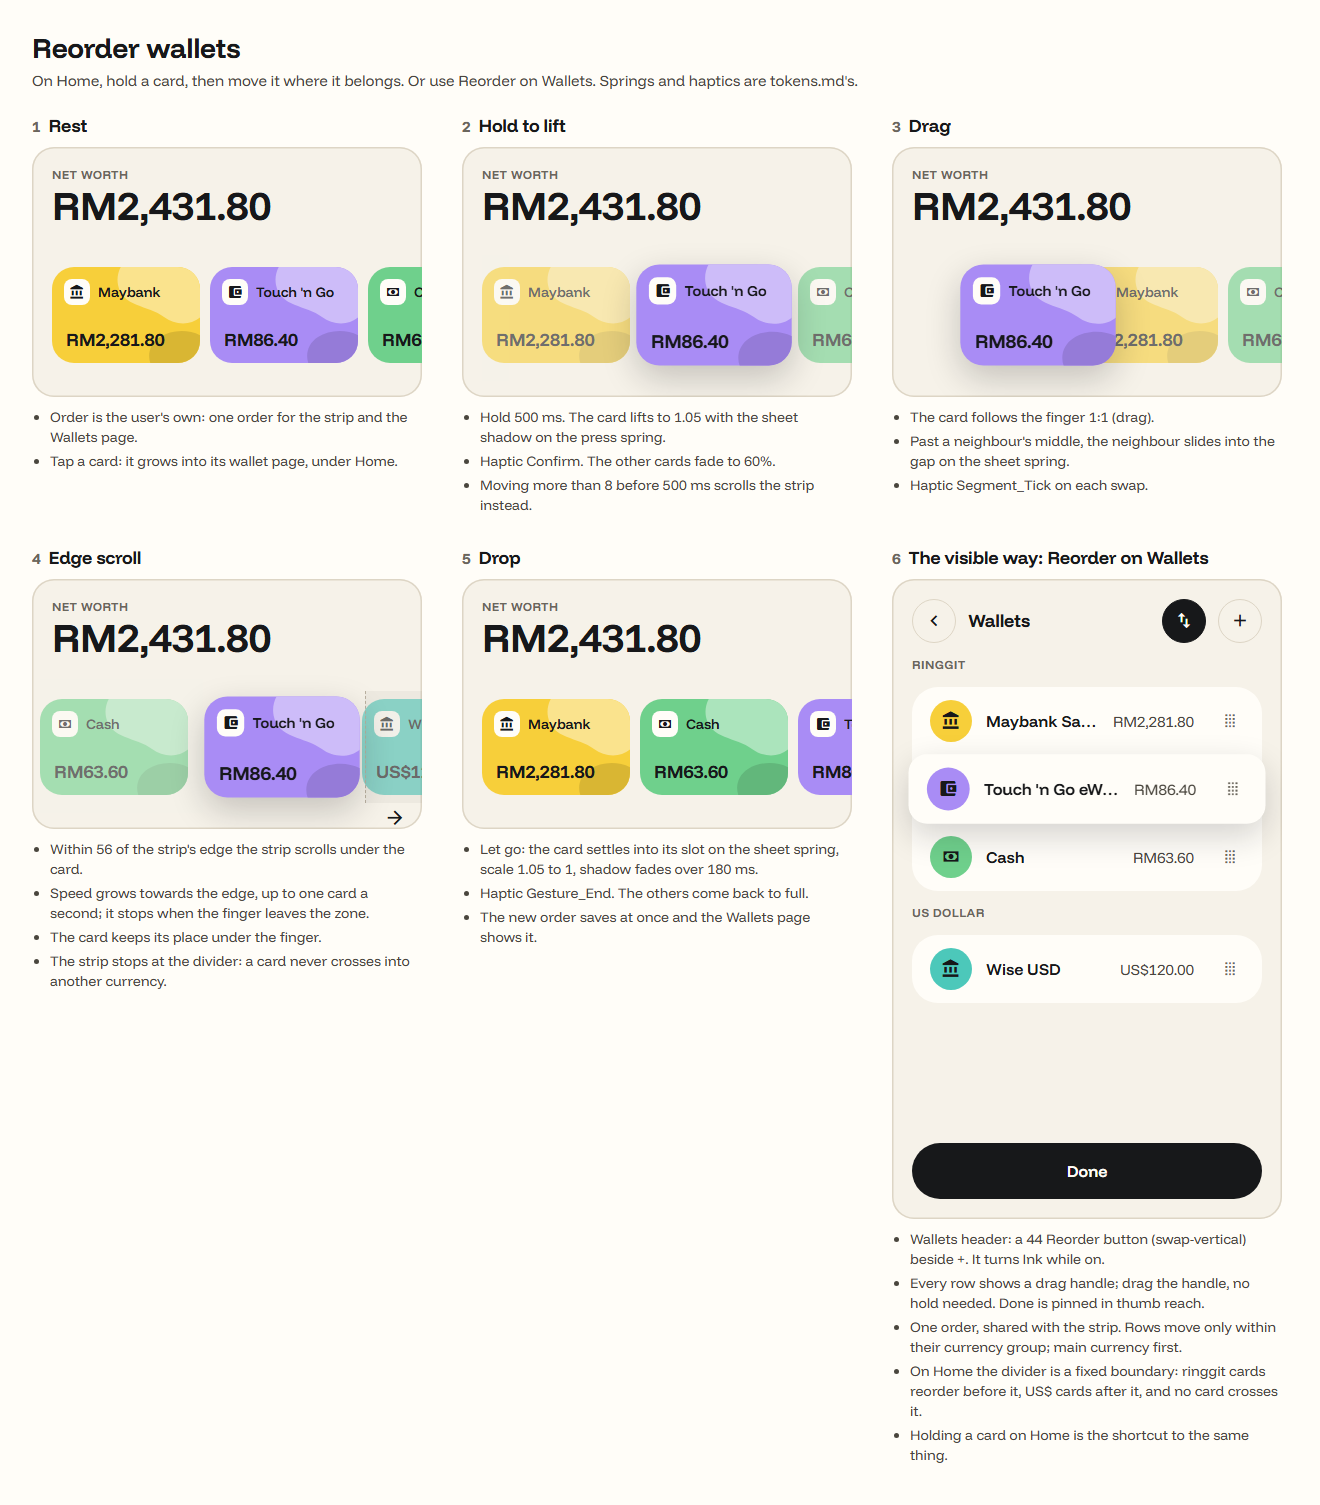 Reorder wallets
On Home, hold a card, then move it where it belongs. Or use Reorder on Wallets. Springs and haptics are tokens.md's.
1 Rest
NET WORTH
RM2,431.80
Maybank
Touch 'n Go
C
RM2,281.80
RM86.40
RM6
• Order is the user's own: one order for the strip and the
Wallets page.
• Tap a card: it grows into its wallet page, under Home.
2 Hold to lift
NET WORTH
RM2,431.80
Maybank
Touch 'n Go
C
RM2,281.80
RM86.40
RM6
• Hold 500 ms. The card lifts to 1.05 with the sheet
shadow on the press spring.
• Haptic Confirm. The other cards fade to 60%.
• Moving more than 8 before 500 ms scrolls the strip
instead.
3 Drag
NET WORTH
RM2,431.80
Touch 'n Go
Maybank
C
RM86.40
2,281.80
RM6
• The card follows the finger 1:1 (drag).
• Past a neighbour's middle, the neighbour slides into the
gap on the sheet spring.
• Haptic Segment_Tick on each swap.
4 Edge scroll
NET WORTH
RM2,431.80
Cash
Touch 'n Go
W
RM63.60
RM86.40
US$1
• Within 56 of the strip's edge the strip scrolls under the
card.
• Speed grows towards the edge, up to one card a
second; it stops when the finger leaves the zone.
• The card keeps its place under the finger.
• The strip stops at the divider: a card never crosses into
another currency.
5 Drop
NET WORTH
RM2,431.80
Maybank
Cash
T
RM2,281.80
RM63.60
RM8
• Let go: the card settles into its slot on the sheet spring,
scale 1.05 to 1, shadow fades over 180 ms.
• Haptic Gesture_End. The others come back to full.
• The new order saves at once and the Wallets page
shows it.
6 The visible way: Reorder on Wallets
Wallets
RINGGIT
Maybank Sa... RM2,281.80
Touch 'n Go eW... RM86.40
Cash RM63.60
US DOLLAR
Wise USD US$120.00
Done
• Wallets header: a 44 Reorder button (swap-vertical)
beside +. It turns Ink while on.
• Every row shows a drag handle; drag the handle, no
hold needed. Done is pinned in thumb reach.
• One order, shared with the strip. Rows move only within
their currency group; main currency first.
• On Home the divider is a fixed boundary: ringgit cards
reorder before it, US$ cards after it, and no card crosses
it.
• Holding a card on Home is the shortcut to the same
thing.